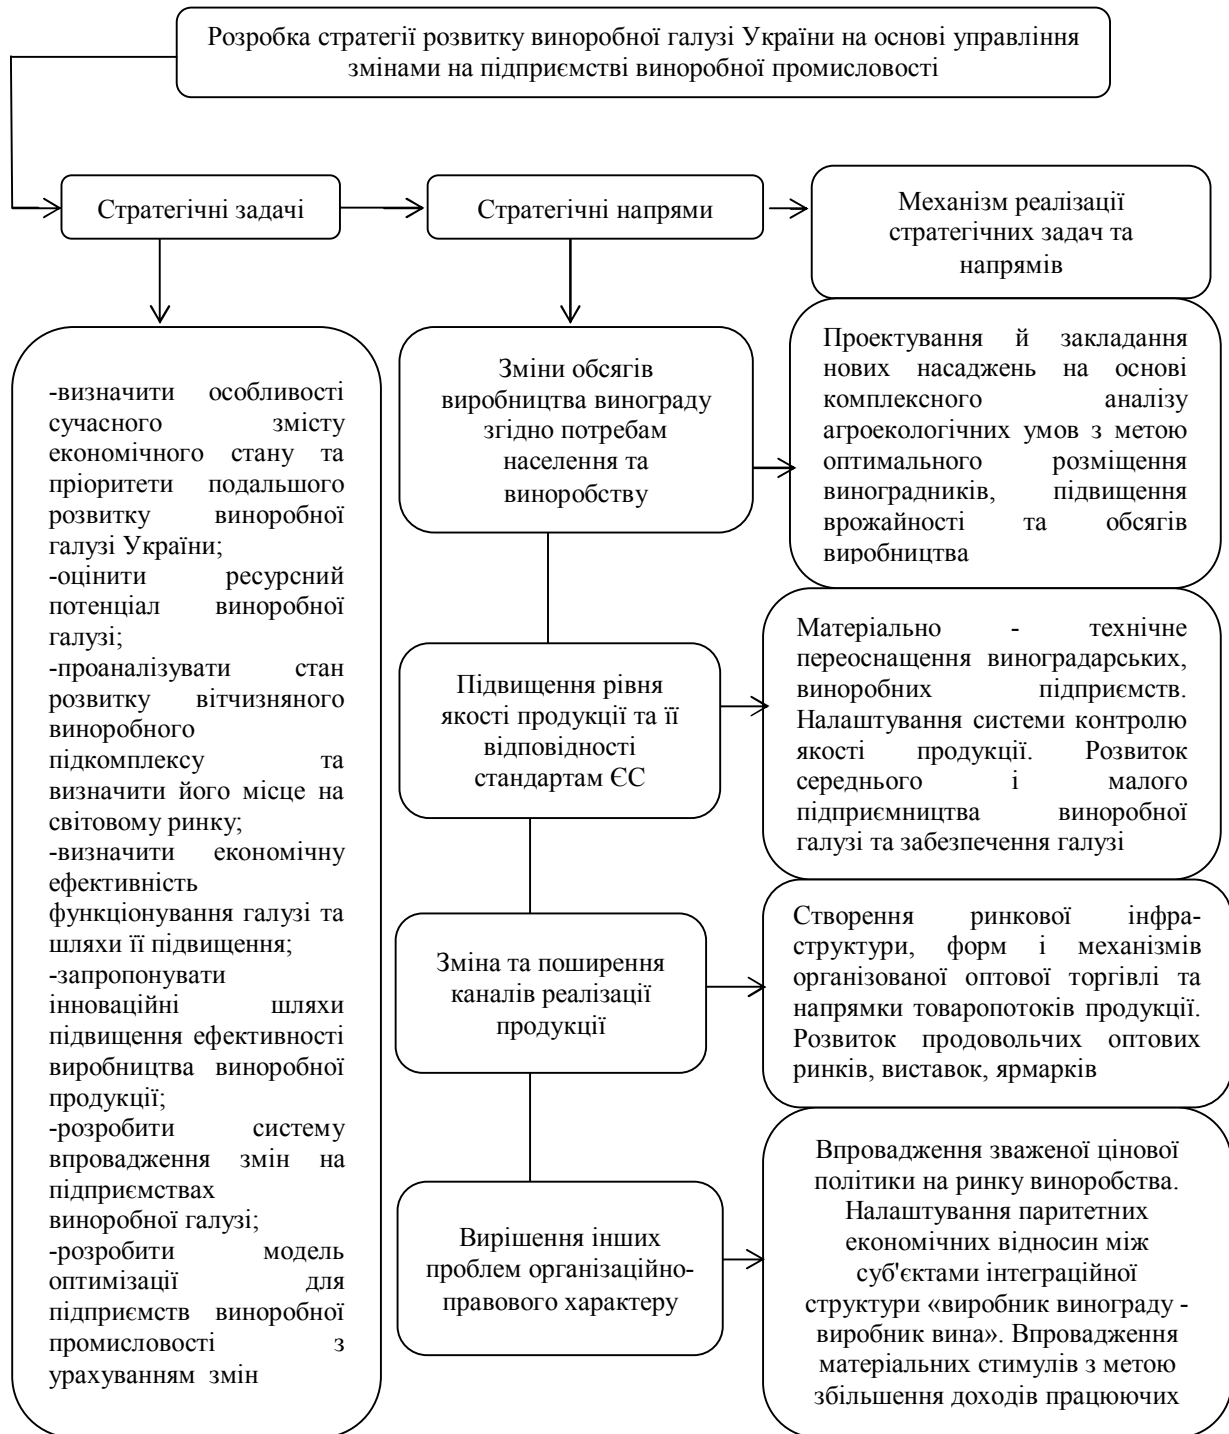 Розробка стратегії розвитку виноробної галузі України на основі управління
змінами на підприємстві виноробної промисловості
Стратегічні задачі
Стратегічні напрями
Механізм реалізації
стратегічних задач та
напрямів
-визначити особливості
сучасного змісту
економічного стану та
пріоритети подальшого
розвитку виноробної
галузі України;
-оцінити ресурсний
потенціал виноробної
галузі;
-проаналізувати стан
розвитку вітчизняного
виноробного
підкомплексу та
визначити його місце на
світовому ринку;
-визначити економічну
ефективність
функціонування галузі та
шляхи її підвищення;
-запропонувати
інноваційні шляхи
підвищення ефективності
виробництва виноробної
продукції;
-розробити систему
впровадження змін на
підприємствах
виноробної галузі;
-розробити модель
оптимізації для
підприємств виноробної
промисловості з
урахуванням змін
Зміни обсягів
виробництва винограду
згідно потребам
населення та
виноробству
Проектування й закладання
нових насаджень на основі
комплексного аналізу
агроекологічних умов з метою
оптимального розміщення
виноградників, підвищення
врожайності та обсягів
виробництва
Підвищення рівня
якості продукції та її
відповідності
стандартам ЄС
Матеріально - технічне
переоснащення виноградарських,
виноробних підприємств.
Налаштування системи контролю
якості продукції. Розвиток
середнього і малого
підприємництва виноробної
галузі та забезпечення галузі
Зміна та поширення
каналів реалізації
продукції
Створення ринкової інфра-
структури, форм і механізмів
організованої оптової торгівлі та
напрямки товаропотоків продукції.
Розвиток продовольчих оптових
ринків, виставок, ярмарків
Вирішення інших
проблем організаційно-
правового характеру
Впровадження зваженої цінової
політики на ринку виноробства.
Налаштування паритетних
економічних відносин між
суб'єктами інтеграційної
структури «виробник винограду -
виробник вина». Впровадження
матеріальних стимулів з метою
збільшення доходів працюючих